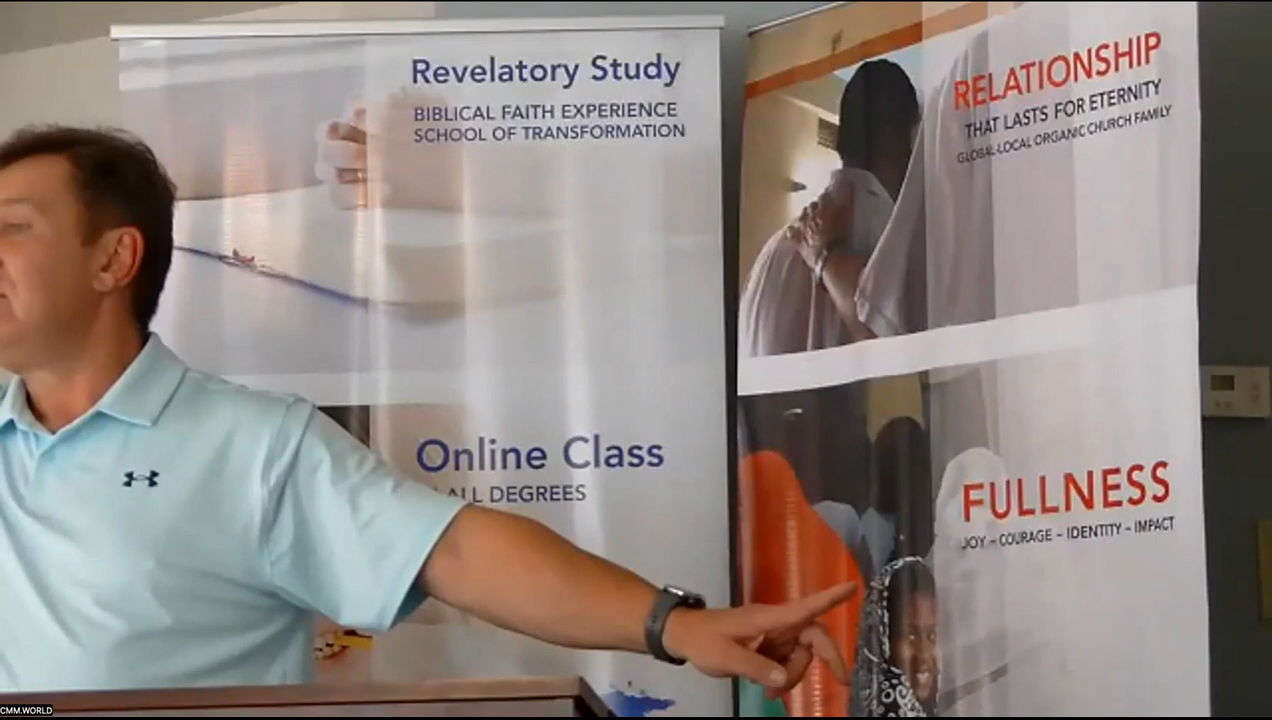 Revelatory Study
BIBLICAL FAITH EXPERIENCE
SCHOOL OF TRANSFORMATION
Online Class
ALL DEGREES
RELATIONSHIP
THAT LASTS FOR ETERNITY
GLOBAL-LOCAL ORGANIC CHURCH FAMILY
FULLNESS
JOY – COURAGE – IDENTITY – IMPACT
CMM.WORLD